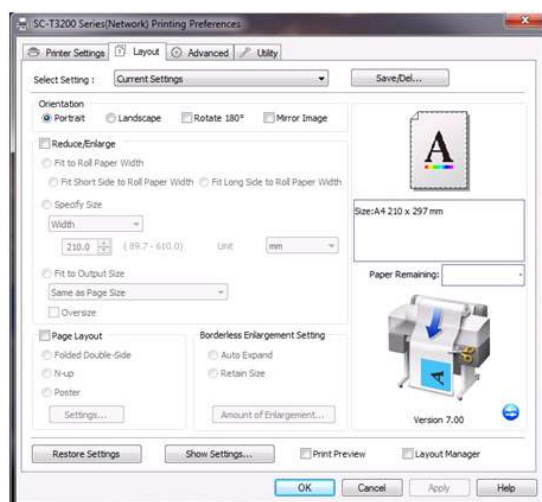 SC-T3200 Series(Network) Printing Preferences
Printer Settings Layout Advanced Utility
Select Setting : Current Settings Save/Del...
Orientation
Portrait Landscape Rotate 180° Mirror Image
A
Reduce/Enlarge
Fit to Roll Paper Width
Fit Short Side to Roll Paper Width Fit Long Side to Roll Paper Width
Specify Size
Width
210.0 ( 89.7 - 610.0) Unit mm
Size:A4 210 x 297 mm
Fit to Output Size
Same as Page Size
Oversize
Paper Remaining:
Page Layout
Folded Double-Side
N-up
Poster
Settings...
Borderless Enlargement Setting
Auto Expand
Retain Size
Amount of Enlargement...
A
Version 7.00
Restore Settings Show Settings... Print Preview Layout Manager
OK Cancel Apply Help